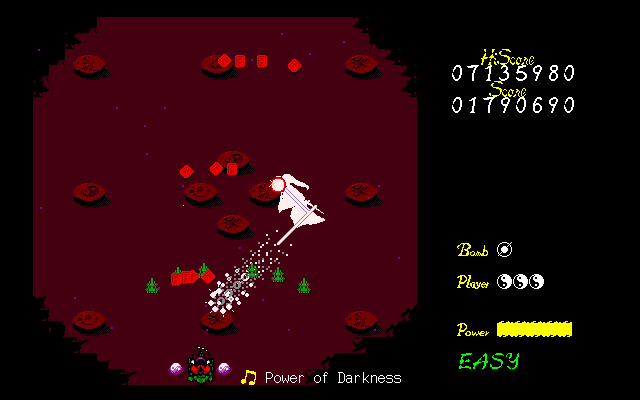 HiScore
07135980
Score
01790690
Bomb
Player
Power
EASY
Power of Darkness